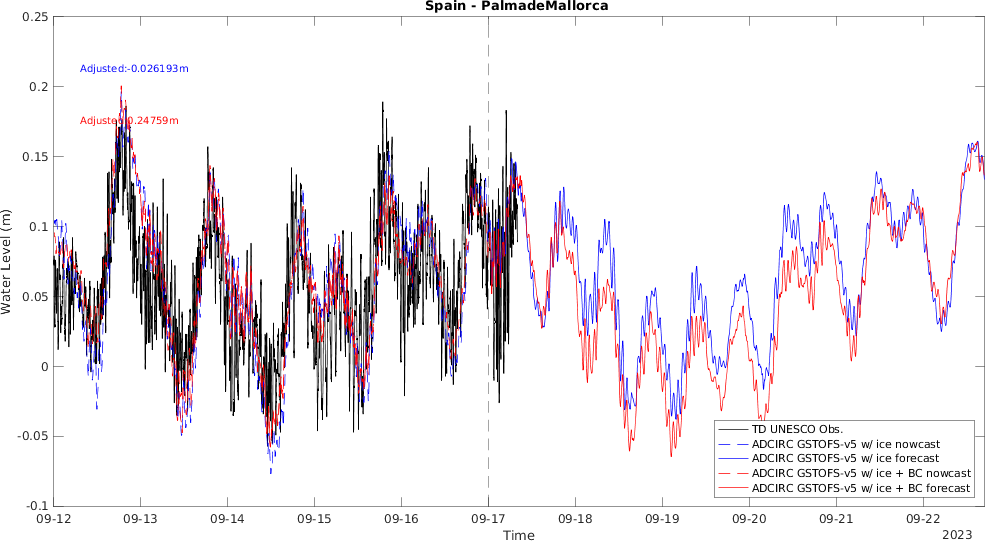 Spain - PalmadeMallorca
0.25
0.2
0.15
0.1
0.05
0
-0.05
-0.1
Water Level (m)
Adjusted:-0.026193m
Adjusted:0.24759m
TD UNESCO Obs.
ADCIRC GSTOFS-v5 w/ ice nowcast
ADCIRC GSTOFS-v5 w/ ice forecast
ADCIRC GSTOFS-v5 w/ ice + BC nowcast
ADCIRC GSTOFS-v5 w/ ice + BC forecast
09-12 09-13 09-14 09-15 09-16 09-17 09-18 09-19 09-20 09-21 09-22
Time
2023